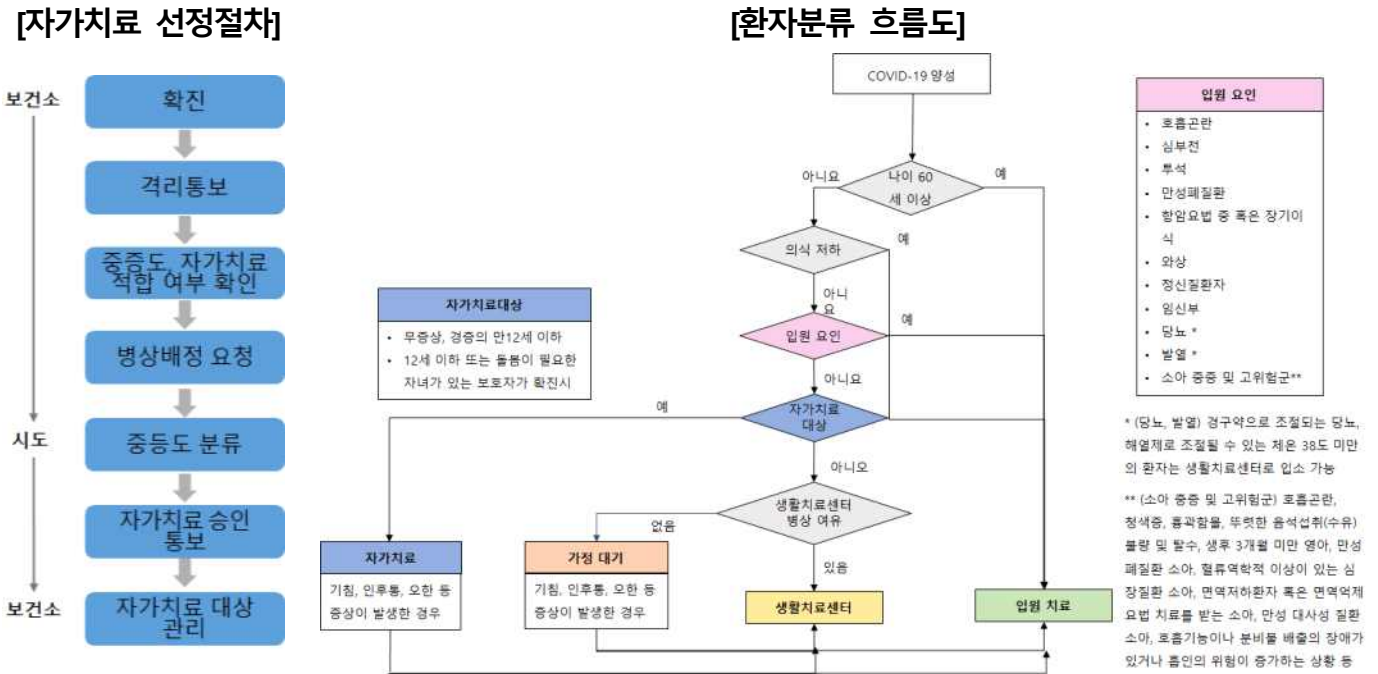 [자가치료 선정절차]
보건소
시도
보건소
확진
격리통보
중증도, 자가치료
적합 여부 확인
병상배정 요청
중등도 분류
자가치료 승인
통보
자가치료 대상
관리
[환자분류 흐름도]
COVID-19 양성
나이 60
세 이상
아니요
예
의식 저하
예
아니
요
입원 요인
예
아니요
자가치료
대상
예
아니오
생활치료센터
병상 여유
없음
있음
자가치료대상
• 무증상, 경증의 만12세 이하
• 12세 이하 또는 돌봄이 필요한
자녀가 있는 보호자가 확진시
자가치료
기침, 인후통, 오한 등
증상이 발생한 경우
가정 대기
기침, 인후통, 오한 등
증상이 발생한 경우
생활치료센터
입원 치료
입원 요인
• 호흡곤란
• 심부전
• 투석
• 만성폐질환
• 항암요법 중 혹은 장기이
식
• 와상
• 정신질환자
• 임신부
• 당뇨 *
• 발열 *
• 소아 중증 및 고위험군**
* (당뇨, 발열) 경구약으로 조절되는 당뇨,
해열제로 조절될 수 있는 체온 38도 미만
의 환자는 생활치료센터로 입소 가능
** (소아 중증 및 고위험군) 호흡곤란,
청색증, 흉곽함몰, 뚜렷한 음식섭취(수유)
불량 및 탈수, 생후 3개월 미만 영아, 만성
폐질환 소아, 혈류역학적 이상이 있는 심
장질환 소아, 면역저하환자 혹은 면역억제
요법 치료를 받는 소아, 만성 대사성 질환
소아, 호흡기능이나 분비물 배출의 장애가
있거나 흡인의 위험이 증가하는 상황 등